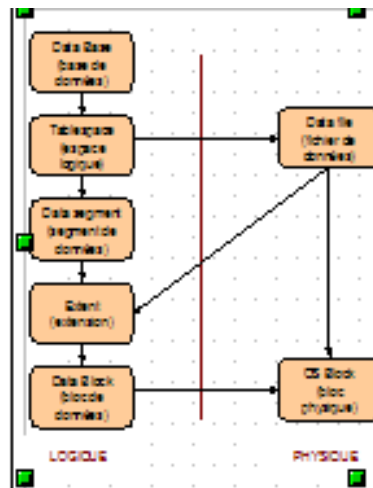 Data Base
(base de
données)
Tablespace
(espace
logique)
Data file
(fichier de
données)
Data segment
(segment de
données)
Extent
(extension)
Data Block
(bloc de
données)
OS Block
(bloc
physique)
LOGIQUE
PHYSIQUE